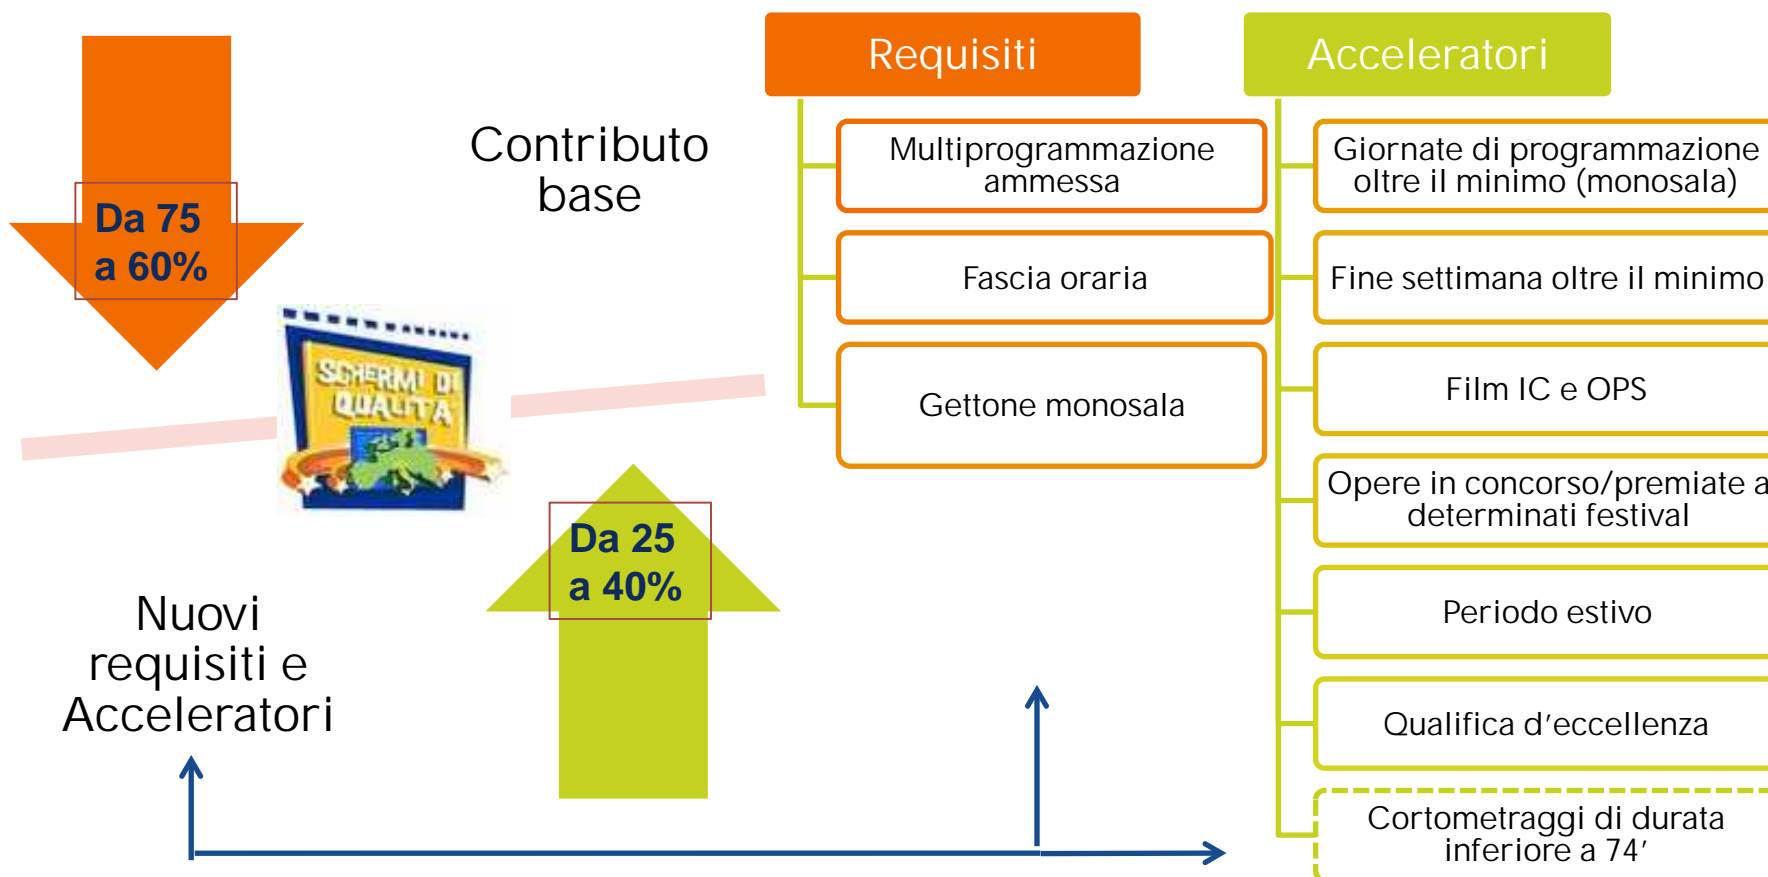 Da 75
a 60%
Contributo
base
SCHERMI DI
QUALITA'
Da 25
a 40%
Nuovi
requisiti e
Acceleratori
Requisiti
Multiprogrammazione
ammessa
Fascia oraria
Gettone monosala
Acceleratori
Giornate di programmazione
oltre il minimo (monosala)
Fine settimana oltre il minimo
Film IC e OPS
Opere in concorso/premiate a
determinati festival
Periodo estivo
Qualifica d’eccellenza
Cortometraggi di durata
inferiore a 74’